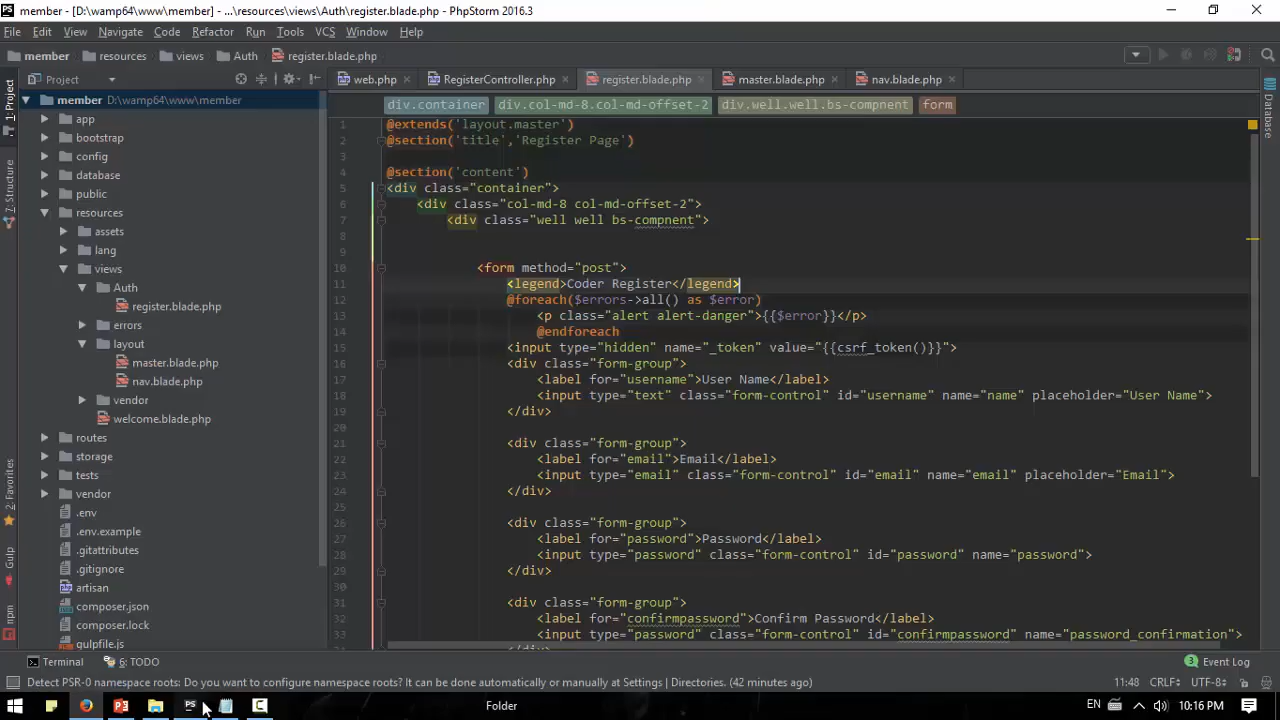 member - [D:\wamp64\www\member] - ...\resources\views\Auth\register.blade.php - PhpStorm 2016.3
File Edit View Navigate Code Refactor Run Tools VCS Window Help
member resources views Auth register.blade.php
Project
web.php RegisterController.php register.blade.php master.blade.php nav.blade.php
div.container div.col-md-8.col-md-offset-2 div.well.well.bs-compnent form
1: Project
7: Structure
2: Favorites
Gulp
npm
Database
member D:\wamp64\www\member
app
bootstrap
config
database
public
resources
assets
lang
views
Auth
register.blade.php
errors
layout
master.blade.php
nav.blade.php
vendor
welcome.blade.php
routes
storage
tests
vendor
.env
.env.example
.gitattributes
.gitignore
artisan
composer.json
composer.lock
gulpfile.js
1 @extends('layout.master')
2 @section('title','Register Page')
3
4 @section('content')
5 <div class="container">
6 <div class="col-md-8 col-md-offset-2">
7 <div class="well well bs-compnent">
8
9
10 <form method="post">
11 <legend>Coder Register</legend>
12 @foreach($errors->all() as $error)
13 <p class="alert alert-danger">{{$error}}</p>
14 @endforeach
15 <input type="hidden" name="_token" value="{{csrf_token()}}">
16 <div class="form-group">
17 <label for="username">User Name</label>
18 <input type="text" class="form-control" id="username" name="name" placeholder="User Name">
19 </div>
20
21 <div class="form-group">
22 <label for="email">Email</label>
23 <input type="email" class="form-control" id="email" name="email" placeholder="Email">
24 </div>
25
26 <div class="form-group">
27 <label for="password">Password</label>
28 <input type="password" class="form-control" id="password" name="password">
29 </div>
30
31 <div class="form-group">
32 <label for="confirmpassword">Confirm Password</label>
33 <input type="password" class="form-control" id="confirmpassword" name="password_confirmation">
Terminal 6: TODO 3 Event Log
Detect PSR-0 namespace roots: Do you want to configure namespace roots? It can be done automatically or manually at Settings | Directories. (42 minutes ago) 11:48 CRLF÷ UTF-8÷
Folder EN 10:16 PM